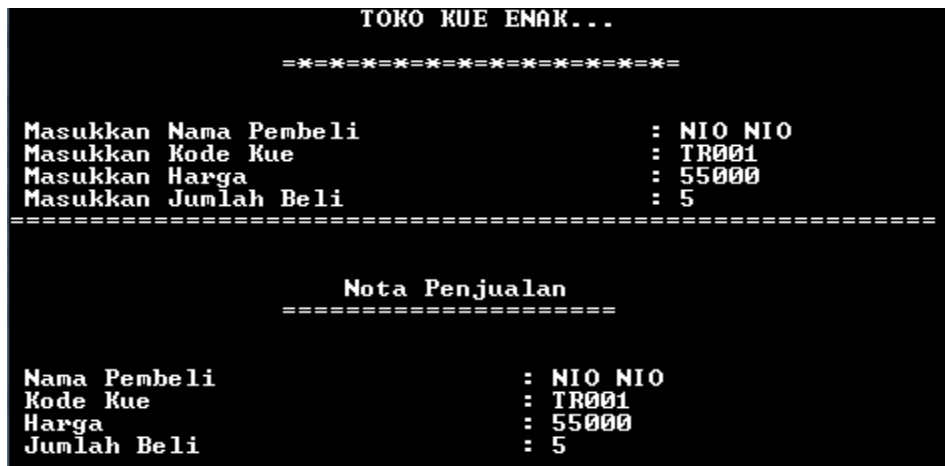 TOKO KUE ENAK...
=*=*=*=*=*=*=*=*=*=*=*=*=
Masukkan Nama Pembeli : NIO NIO
Masukkan Kode Kue : TR001
Masukkan Harga : 55000
Masukkan Jumlah Beli : 5
==========================================================
Nota Penjualan
=====================
Nama Pembeli : NIO NIO
Kode Kue : TR001
Harga : 55000
Jumlah Beli : 5